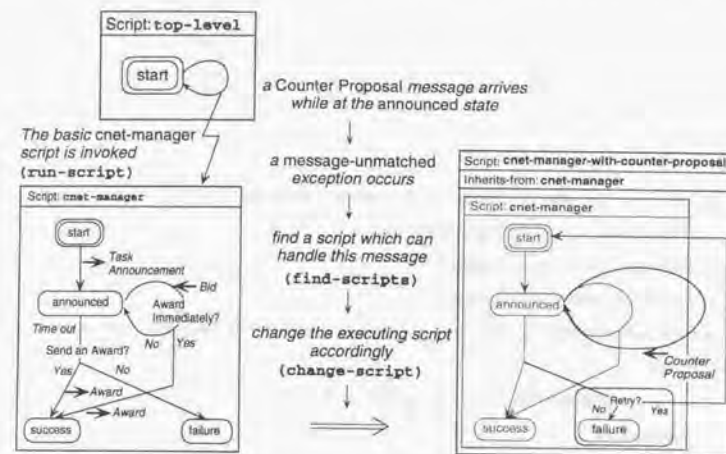 Script: top-level
start
The basic cnet-manager
script is invoked
(run-script)
Script: cnet-manager
start
Task
Announcement
announced
Bid
Award
Immediately?
Time out
No
Yes
Send an Award?
Yes
No
Award
Award
success
failure
a Counter Proposal message arrives
while at the announced state
a message-unmatched
exception occurs
find a script which can
handle this message
(find-scripts)
change the executing script
accordingly
(change-script)
Script: cnet-manager-with-counter-proposal
Inherits-from: cnet-manager
Script: cnet-manager
start
announced
Counter
Proposal
Retry?
No
Yes
success
failure